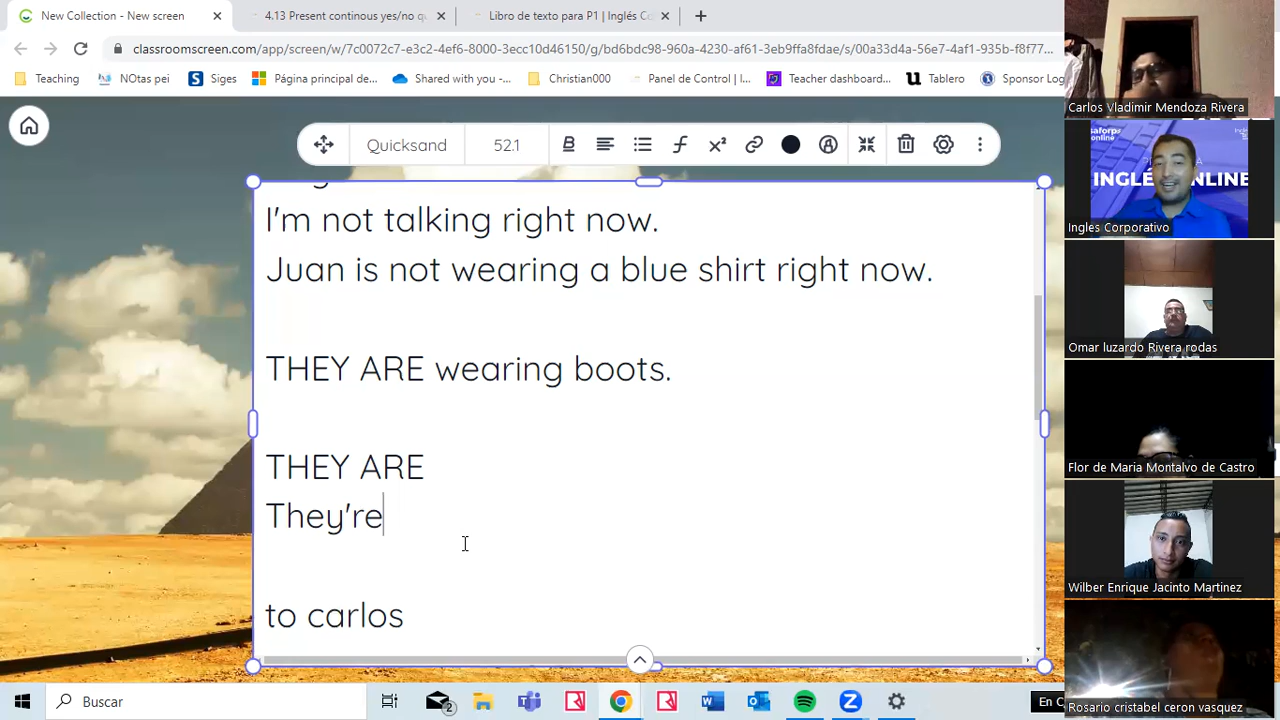 New Collection - New screen
4.13 Present continous yes/no qu
Libro de texto para P1 | Inglés Co
classroomscreen.com/app/screen/w/7c0072c7-e3c2-4ef6-8000-3ecc10d46150/g/bd6bdc98-960a-4230-af61-3eb9ffa8fdae/s/00a33d4a-56e7-4af1-935b-f8f77...
Teaching
NOtas pei
Siges
Página principal de...
Shared with you -...
Christian000
Panel de Control | I...
Teacher dashboard...
Tablero
Sponsor Log
Quicksand
52.1
I'm not talking right now.
Juan is not wearing a blue shirt right now.
THEY ARE wearing boots.
THEY ARE
They're
to carlos
Carlos Vladimir Mendoza Rivera
INGLÉS ONLINE
Ingles Corporativo
Omar luzardo Rivera rodas
Flor de Maria Montalvo de Castro
Wilber Enrique Jacinto Martinez
Rosario cristabel ceron vasquez
Buscar
2